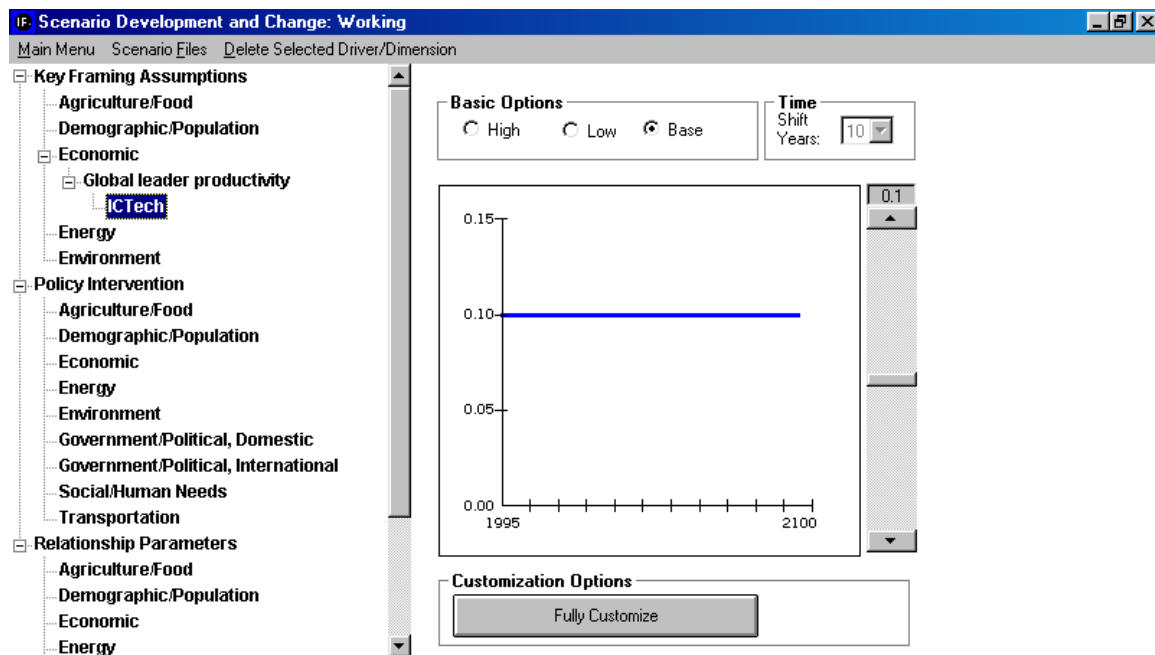 IFs Scenario Development and Change: Working
Main Menu Scenario Files Delete Selected Driver/Dimension
Key Framing Assumptions
Agriculture/Food
Demographic/Population
Economic
Global leader productivity
ICTech
Energy
Environment
Policy Intervention
Agriculture/Food
Demographic/Population
Economic
Energy
Environment
Government/Political, Domestic
Government/Political, International
Social/Human Needs
Transportation
Relationship Parameters
Agriculture/Food
Demographic/Population
Economic
Energy
Basic Options
High Low Base
Time
Shift
Years: 10
0.1
0.15
0.10
0.05
0.00
1995 2100
Customization Options
Fully Customize